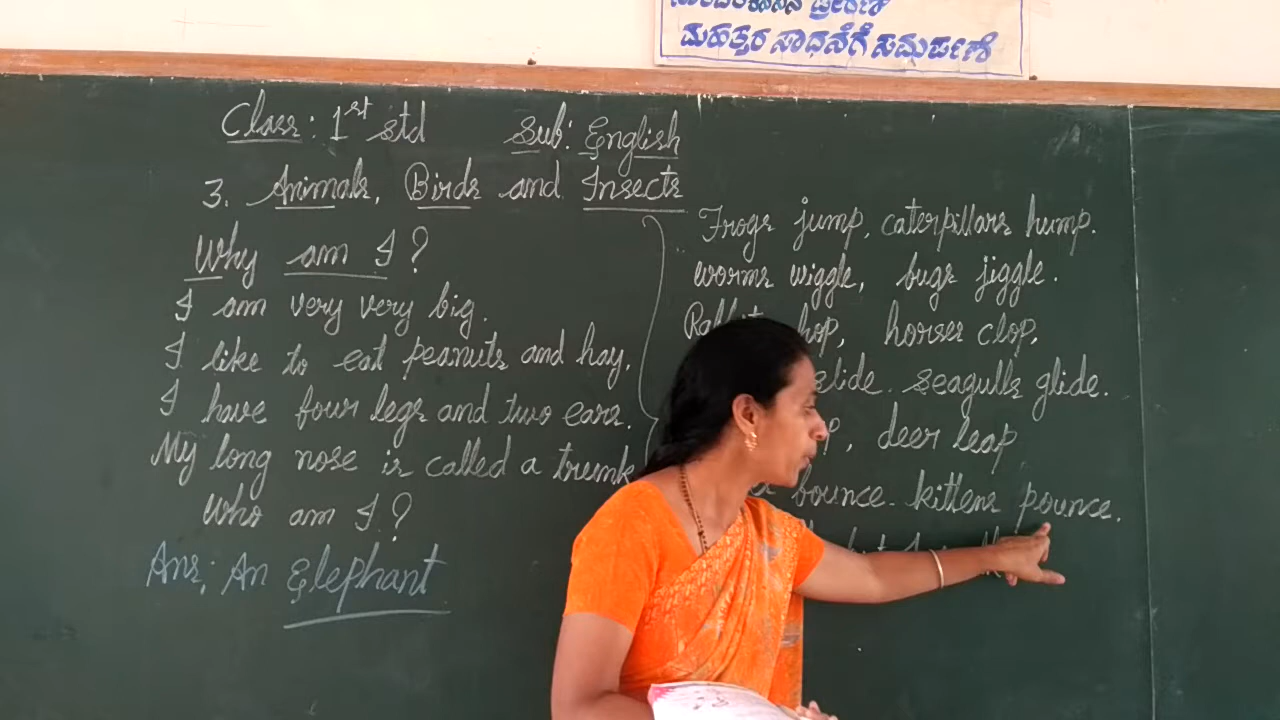 ಮಹತ್ತರ ಸಾಧನೆಗೆ ಸಮರ್ಪಣೆ
Class: 1st std Sub: English
3. Animals, Birds and Insects
Why am I?
I am very very big.
I like to eat peanuts and hay.
I have four legs and two ears.
My long nose is called a trunk
Who am I?
Ans: An Elephant
Frogs jump, caterpillars hump.
worms wiggle, bugs jiggle.
hop, horses clop.
slide. seagulls glide.
deer leap
bounce. kittens pounce.